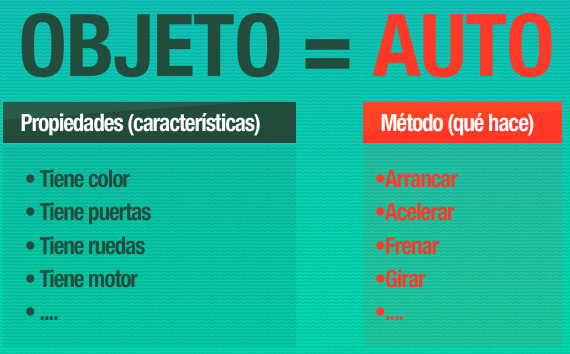 OBJETO = AUTO
Propiedades (características)
• Tiene color
• Tiene puertas
• Tiene ruedas
• Tiene motor
• ....
Método (qué hace)
•Arrancar
•Acelerar
•Frenar
•Girar
•....